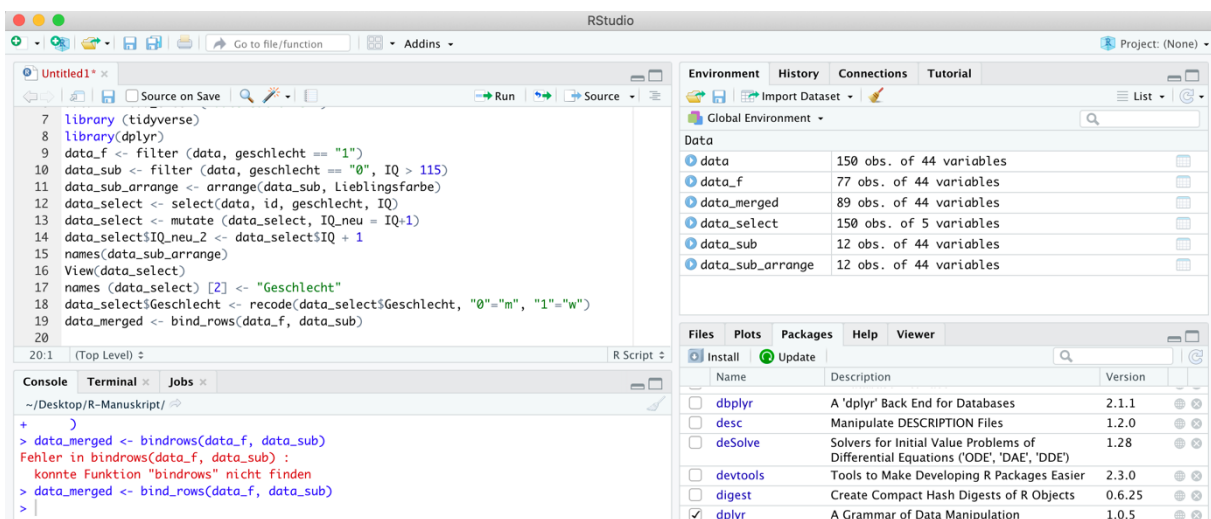 RStudio
Go to file/function
Addins
Project: (None)
Untitled1*
Source on Save
Run
Source
7 library (tidyverse)
8 library(dplyr)
9 data_f <- filter (data, geschlecht == "1")
10 data_sub <- filter (data, geschlecht == "0", IQ > 115)
11 data_sub_arrange <- arrange(data_sub, Lieblingsfarbe)
12 data_select <- select(data, id, geschlecht, IQ)
13 data_select <- mutate (data_select, IQ_neu = IQ+1)
14 data_select$IQ_neu_2 <- data_select$IQ + 1
15 names(data_sub_arrange)
16 View(data_select)
17 names (data_select) [2] <- "Geschlecht"
18 data_select$Geschlecht <- recode(data_select$Geschlecht, "0"="m", "1"="w")
19 data_merged <- bind_rows(data_f, data_sub)
20
20:1 (Top Level) R Script
Console Terminal Jobs
~/Desktop/R-Manuskript/
+ )
> data_merged <- bindrows(data_f, data_sub)
Fehler in bindrows(data_f, data_sub) :
konnte Funktion "bindrows" nicht finden
> data_merged <- bind_rows(data_f, data_sub)
>
Environment History Connections Tutorial
Import Dataset
List
Global Environment
Data
data 150 obs. of 44 variables
data_f 77 obs. of 44 variables
data_merged 89 obs. of 44 variables
data_select 150 obs. of 5 variables
data_sub 12 obs. of 44 variables
data_sub_arrange 12 obs. of 44 variables
Files Plots Packages Help Viewer
Install Update
Name Description Version
dbplyr A 'dplyr' Back End for Databases 2.1.1
desc Manipulate DESCRIPTION Files 1.2.0
deSolve Solvers for Initial Value Problems of 1.28
Differential Equations ('ODE', 'DAE', 'DDE')
devtools Tools to Make Developing R Packages Easier 2.3.0
digest Create Compact Hash Digests of R Objects 0.6.25
dplyr A Grammar of Data Manipulation 1.0.5